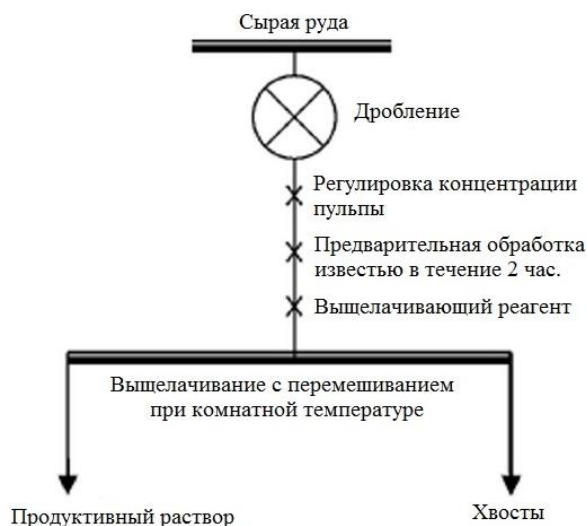 Сырая руда
Дробление
Регулировка концентрации
пульпы
Предварительная обработка
известью в течение 2 час.
Выщелачивающий реагент
Выщелачивание с перемешиванием
при комнатной температуре
Продуктивный раствор
Хвосты